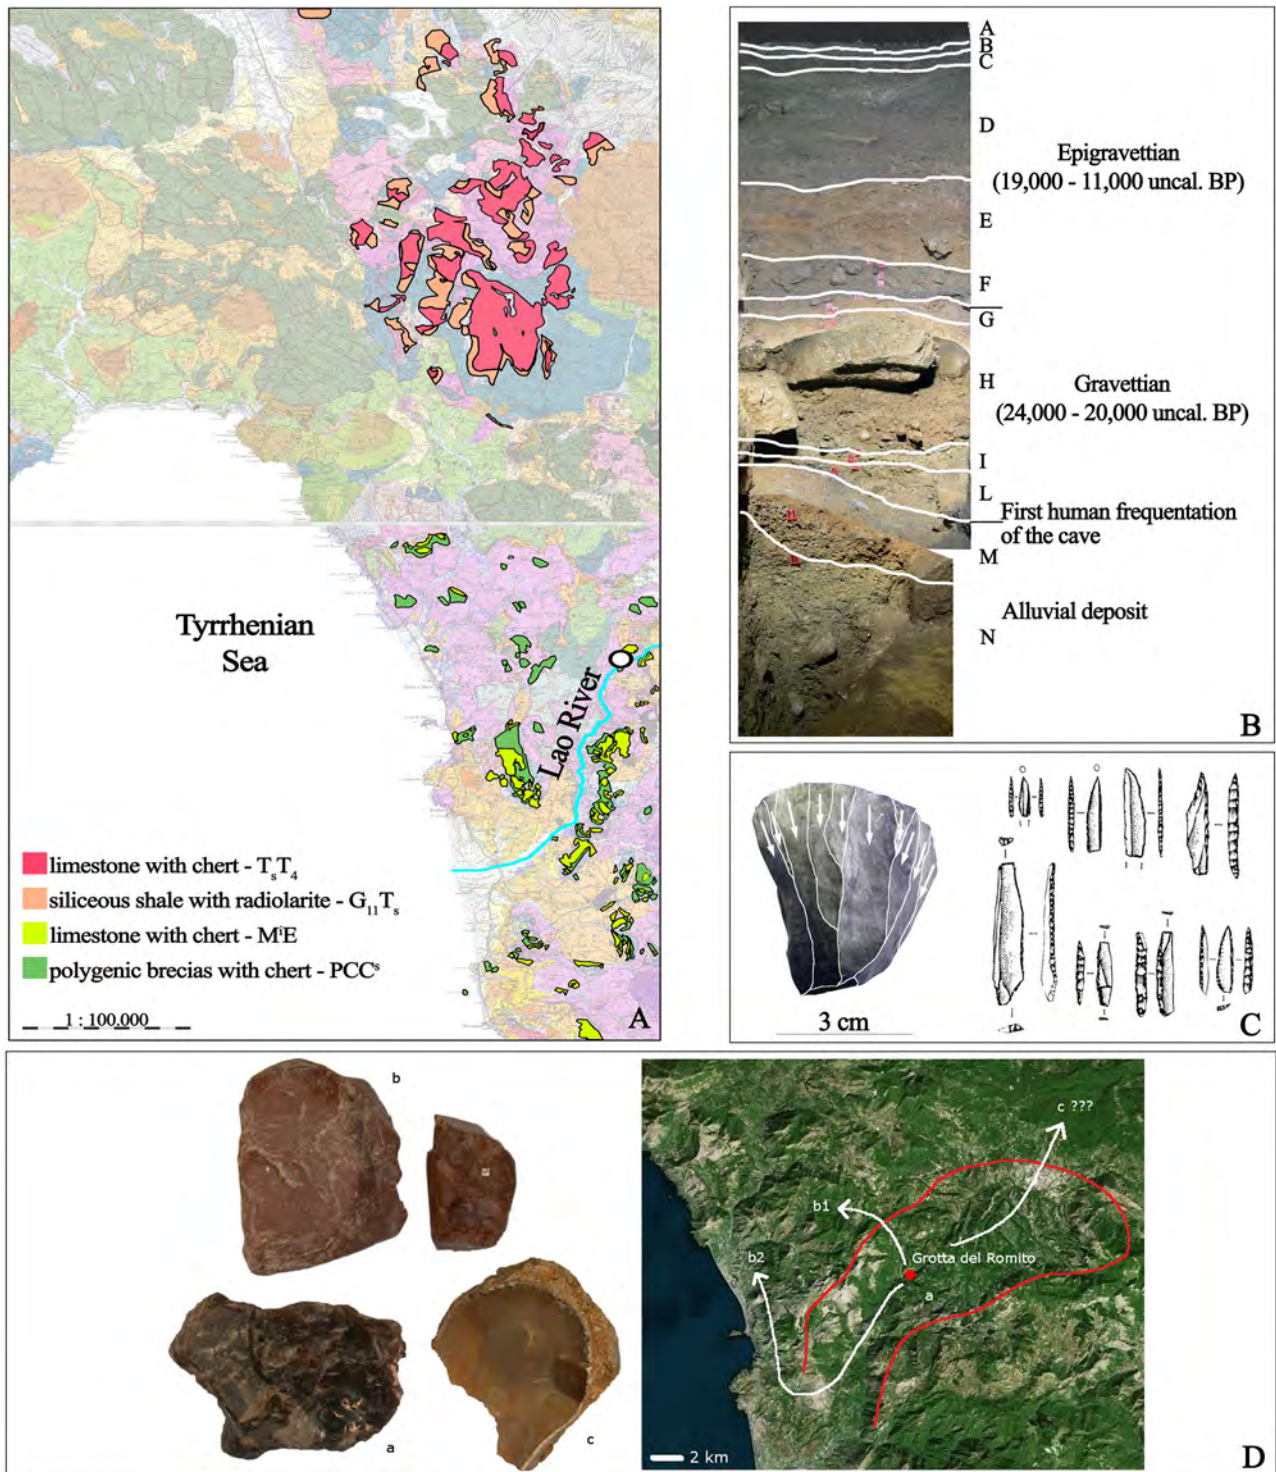 Tyrrhenian
Sea
Lao River
limestone with chert - TₛT₄
siliceous shale with radiolarite - G₁₁Tₛ
limestone with chert - MⁱE
polygenic brecias with chert - PCCˢ
1 : 100,000
A
A
B
C
D
Epigravettian
(19,000 - 11,000 uncal. BP)
E
F
G
H
Gravettian
(24,000 - 20,000 uncal. BP)
I
L
First human frequentation
of the cave
M
Alluvial deposit
N
B
3 cm
C
b
a
c
c ???
b1
b2
Grotta del Romito
a
2 km
D